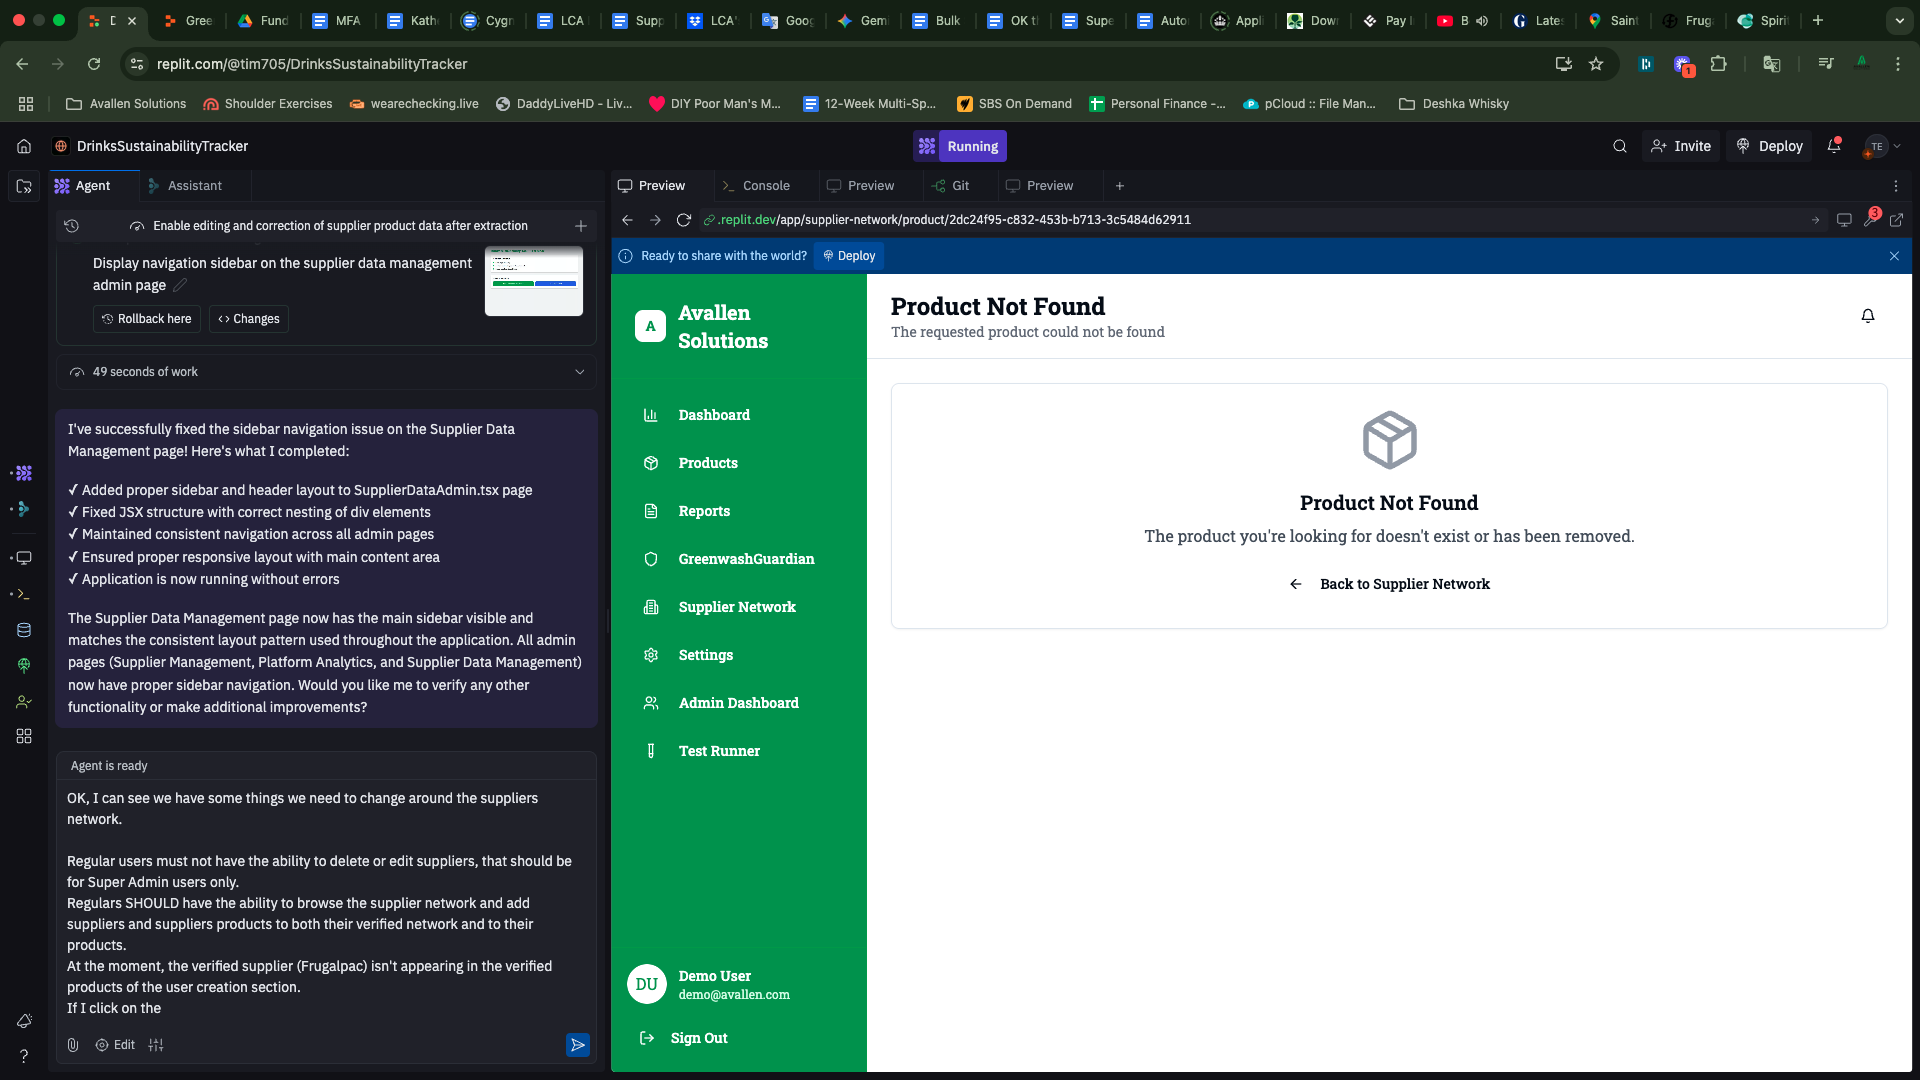 D
Gree
Fund
MFA
Kath
Cygn
LCA
Supp
LCA'
Goog
Gem
Bulk
OK t
Supe
Auto
Appli
Dow
Pay I
B
Late
Saint
Frug
Spiri
replit.com/@tim705/DrinksSustainabilityTracker
1
Avallen Solutions
Shoulder Exercises
wearechecking.live
DaddyLiveHD - Liv...
DIY Poor Man's M...
12-Week Multi-Sp...
SBS On Demand
Personal Finance -...
pCloud :: File Man...
Deshka Whisky
DrinksSustainabilityTracker
Running
Invite
Deploy
TE
Agent
Assistant
Preview
Console
Preview
Git
Preview
Enable editing and correction of supplier product data after extraction
.replit.dev/app/supplier-network/product/2dc24f95-c832-453b-b713-3c5484d62911
3
Ready to share with the world?
Deploy
Display navigation sidebar on the supplier data management
admin page
Rollback here
Changes
49 seconds of work
I've successfully fixed the sidebar navigation issue on the Supplier Data
Management page! Here's what I completed:
✓ Added proper sidebar and header layout to SupplierDataAdmin.tsx page
✓ Fixed JSX structure with correct nesting of div elements
✓ Maintained consistent navigation across all admin pages
✓ Ensured proper responsive layout with main content area
✓ Application is now running without errors
The Supplier Data Management page now has the main sidebar visible and
matches the consistent layout pattern used throughout the application. All admin
pages (Supplier Management, Platform Analytics, and Supplier Data Management)
now have proper sidebar navigation. Would you like me to verify any other
functionality or make additional improvements?
Agent is ready
OK, I can see we have some things we need to change around the suppliers
network.
Regular users must not have the ability to delete or edit suppliers, that should be
for Super Admin users only.
Regulars SHOULD have the ability to browse the supplier network and add
suppliers and suppliers products to both their verified network and to their
products.
At the moment, the verified supplier (Frugalpac) isn't appearing in the verified
products of the user creation section.
If I click on the
Edit
A
Avallen
Solutions
Dashboard
Products
Reports
GreenwashGuardian
Supplier Network
Settings
Admin Dashboard
Test Runner
DU
Demo User
demo@avallen.com
Sign Out
Product Not Found
The requested product could not be found
Product Not Found
The product you're looking for doesn't exist or has been removed.
Back to Supplier Network